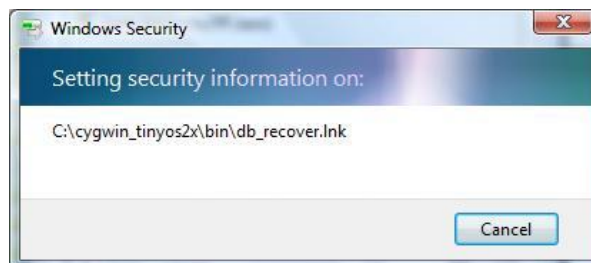 Windows Security
Setting security information on:
C:\cygwin_tinyos2x\bin\db_recover.lnk
Cancel